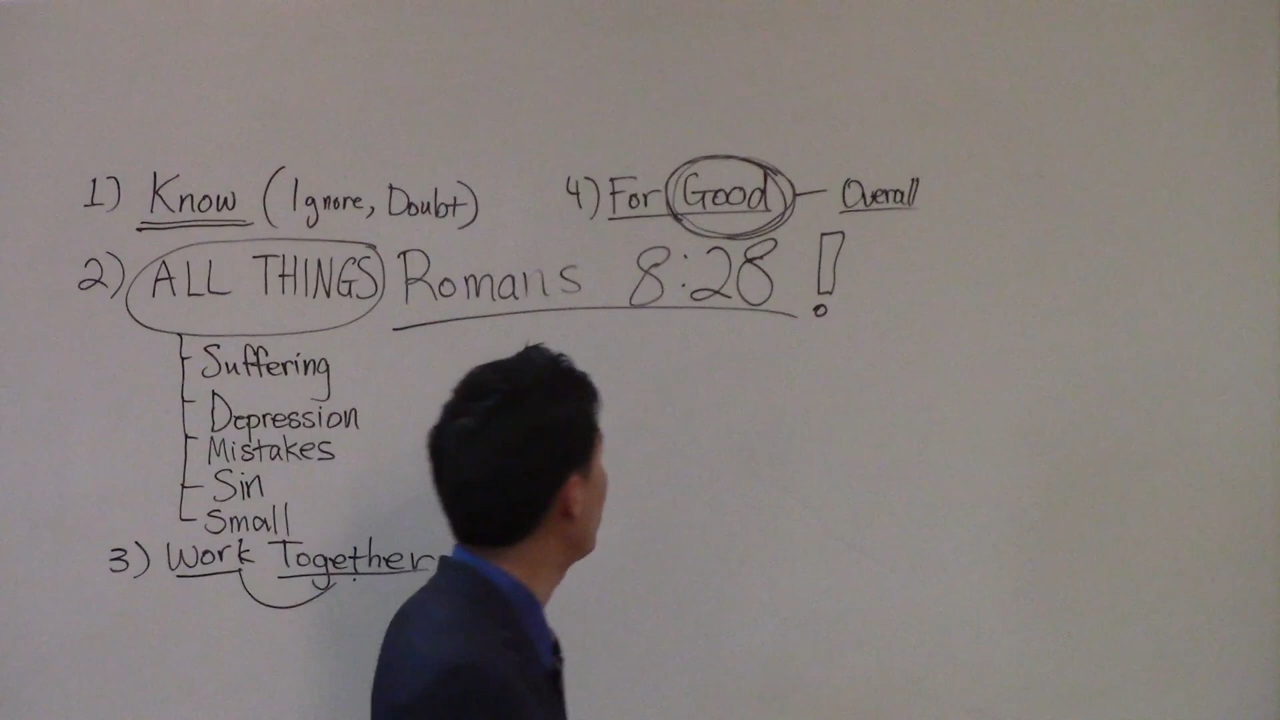 1) Know (Ignore, Doubt)
2) ALL THINGS Romans 8:28!
Suffering
Depression
Mistakes
Sin
Small
3) Work Together
4) For Good - Overall